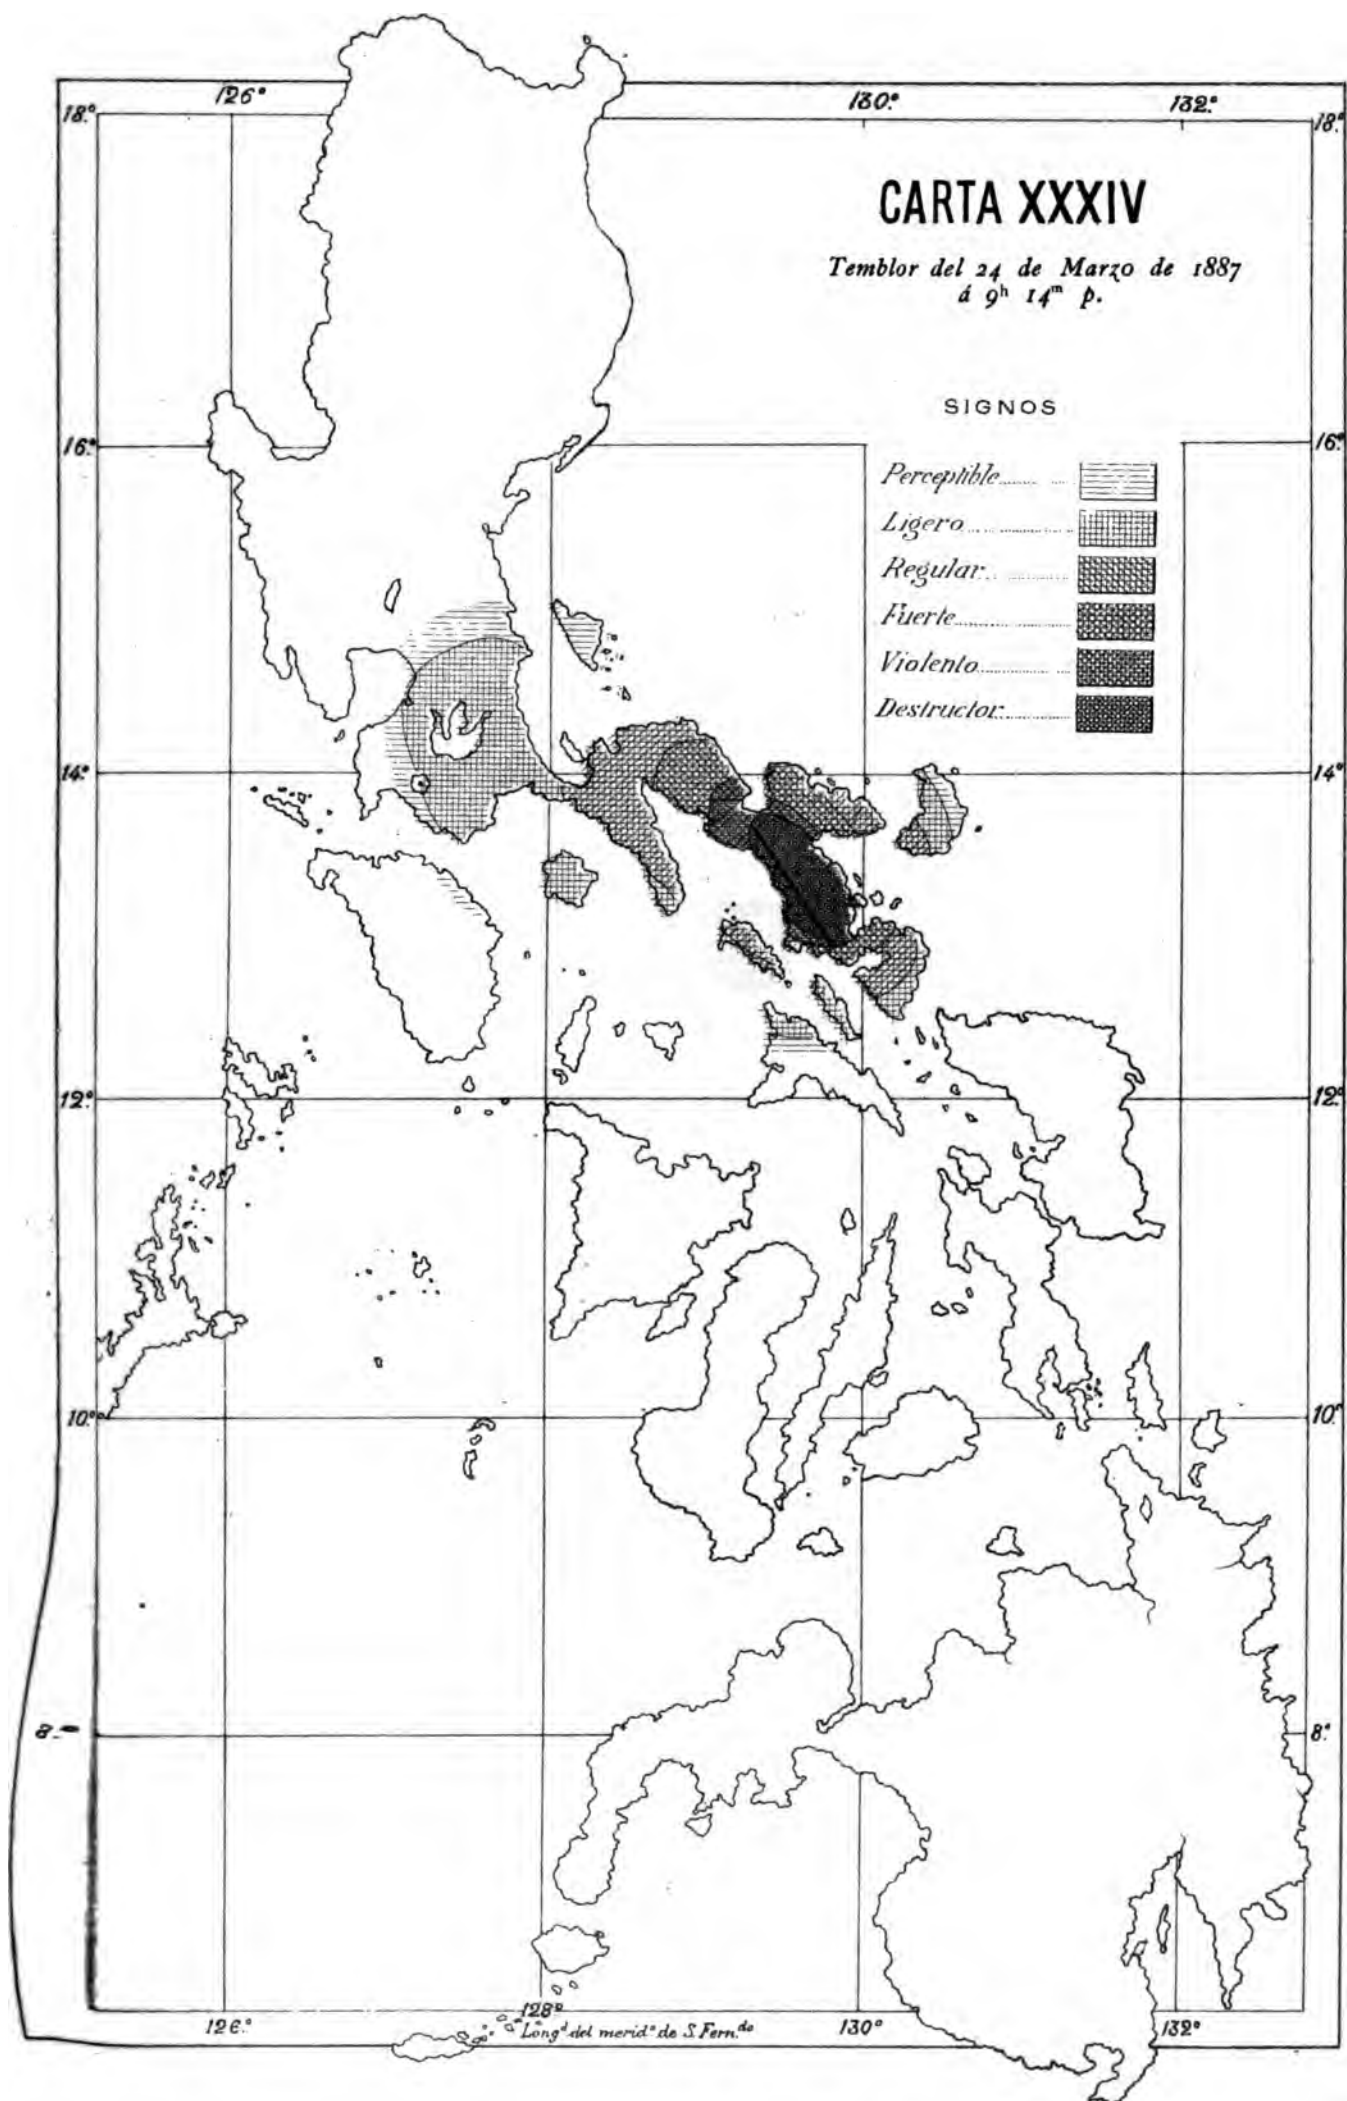 126°
130.°
132.°
18.°
18.°
CARTA XXXIV
Temblor del 24 de Marzo de 1887
á 9ʰ 14ᵐ p.
SIGNOS
16.°
16.°
Perceptible
Ligero
Regular
Fuerte
Violento
Destructor
14.°
14.°
12.°
12.°
10.°
10.°
8.°
8.°
126.°
128°
130°
132°
Longᵈ del meridº de S. Fern.ᵈᵒ